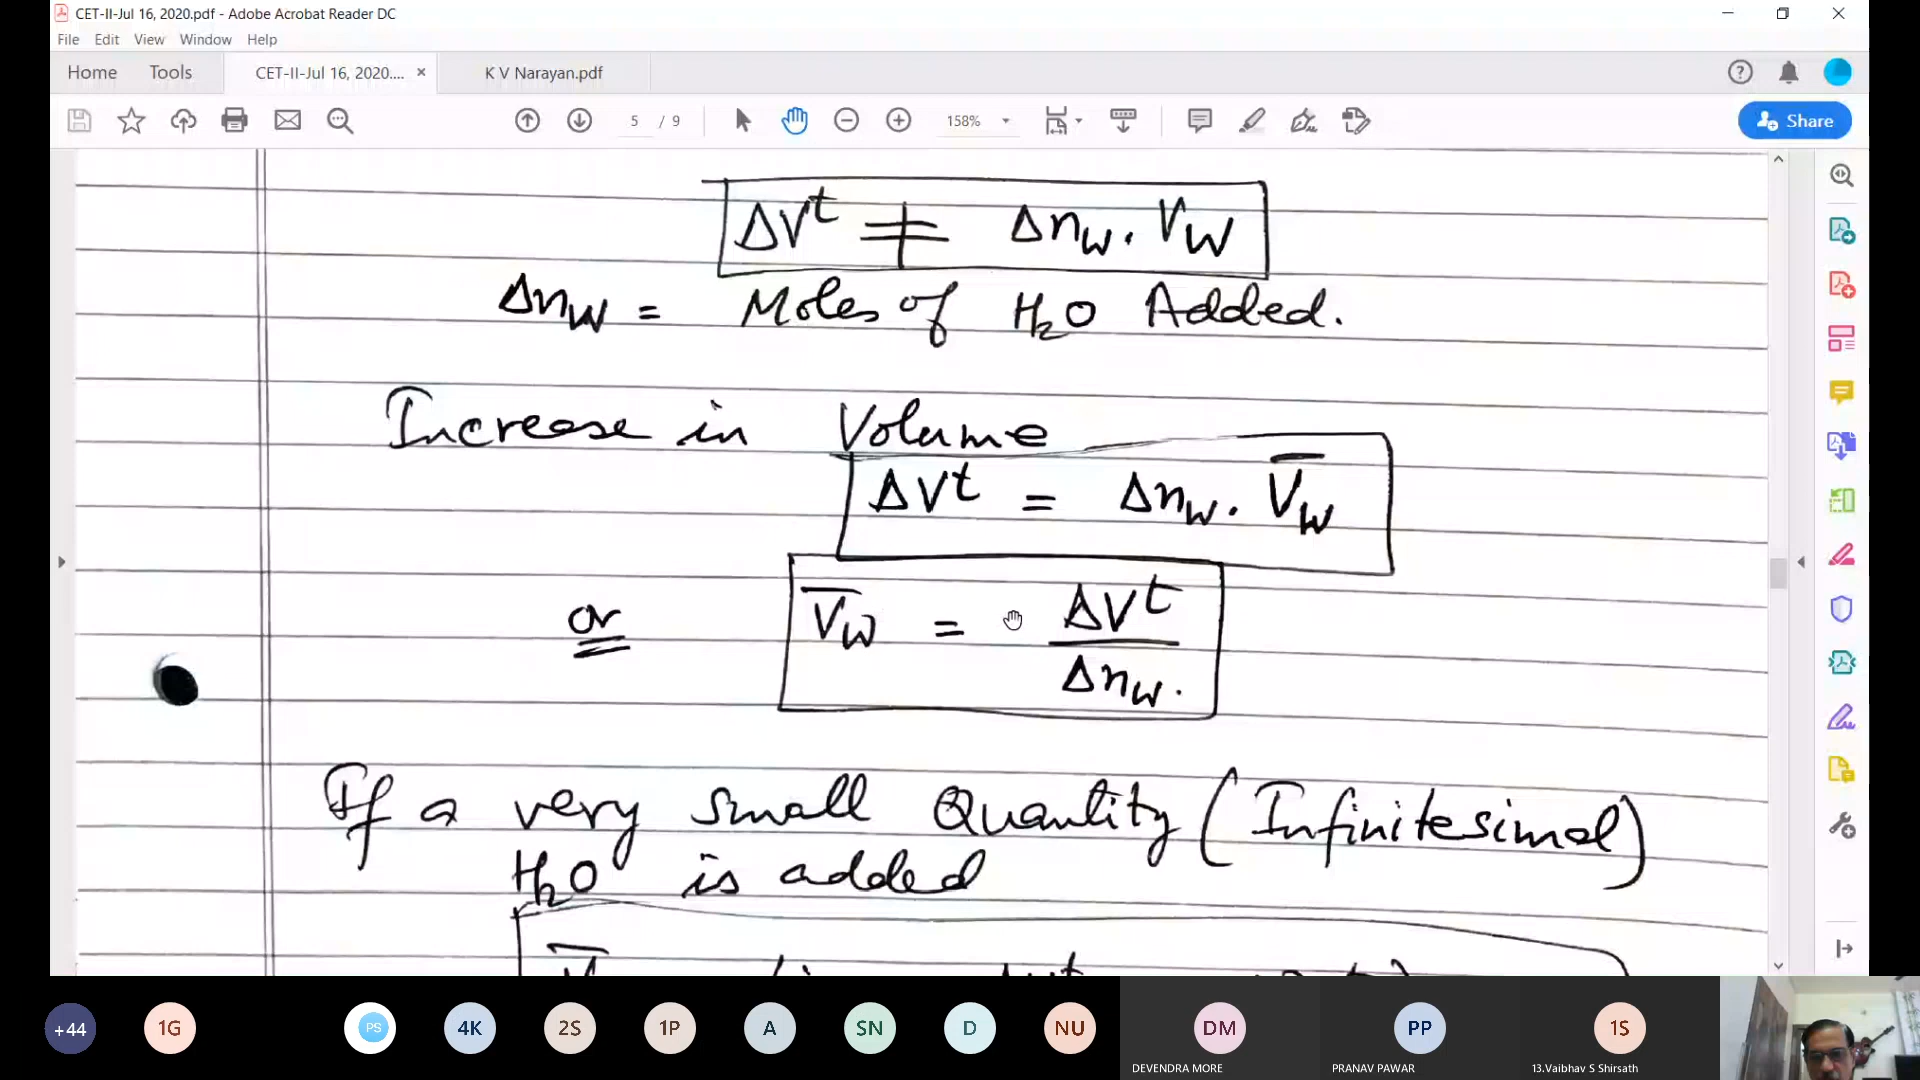 CET-II-Jul 16, 2020.pdf - Adobe Acrobat Reader DC
File Edit View Window Help
Home Tools CET-II-Jul 16, 2020.... × K V Narayan.pdf
5 / 9 158% Share
ΔVᵗ ≠ Δn_w . V_w
Δn_w = Moles of H₂O Added.
Increase in Volume
ΔVᵗ = Δn_w . V̄_w
or V̄_w = ΔVᵗ / Δn_w .
If a very small Quantity (Infinitesimal)
H₂O is added
+44 1G PS 4K 2S 1P A SN D NU DM PP 1S
DEVENDRA MORE PRANAV PAWAR 13.Vaibhav S Shirsath